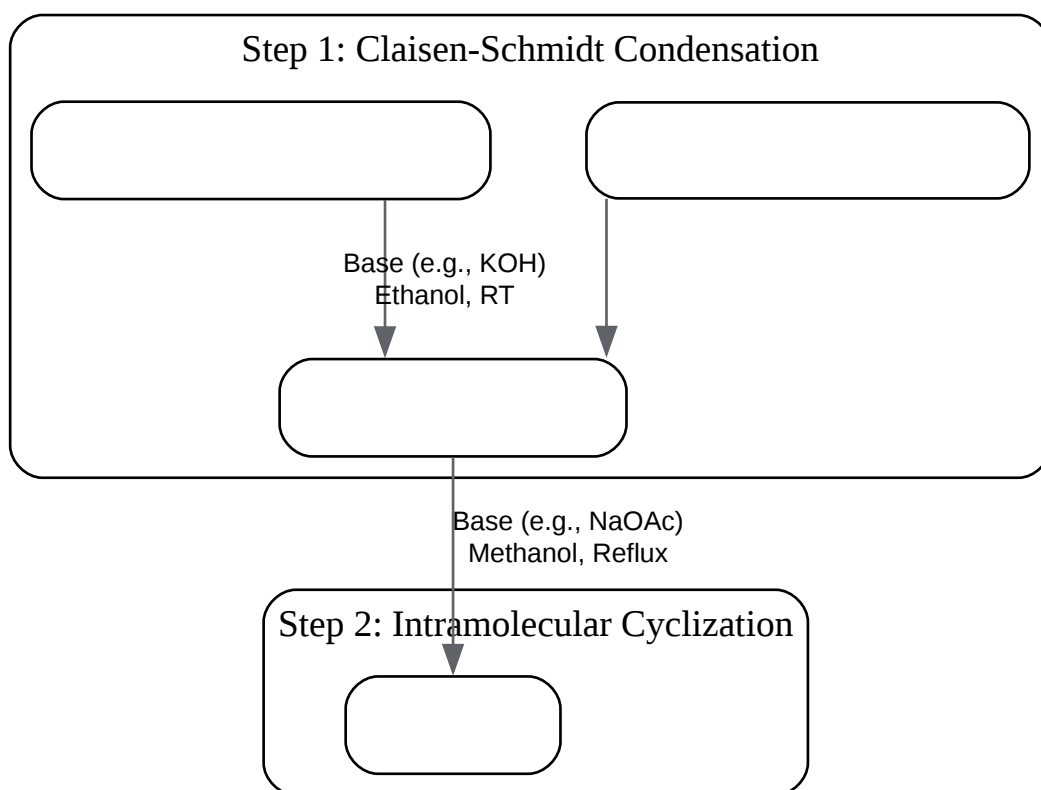 Step 1: Claisen-Schmidt Condensation
Base (e.g., KOH)
Ethanol, RT
Base (e.g., NaOAc)
Methanol, Reflux
Step 2: Intramolecular Cyclization